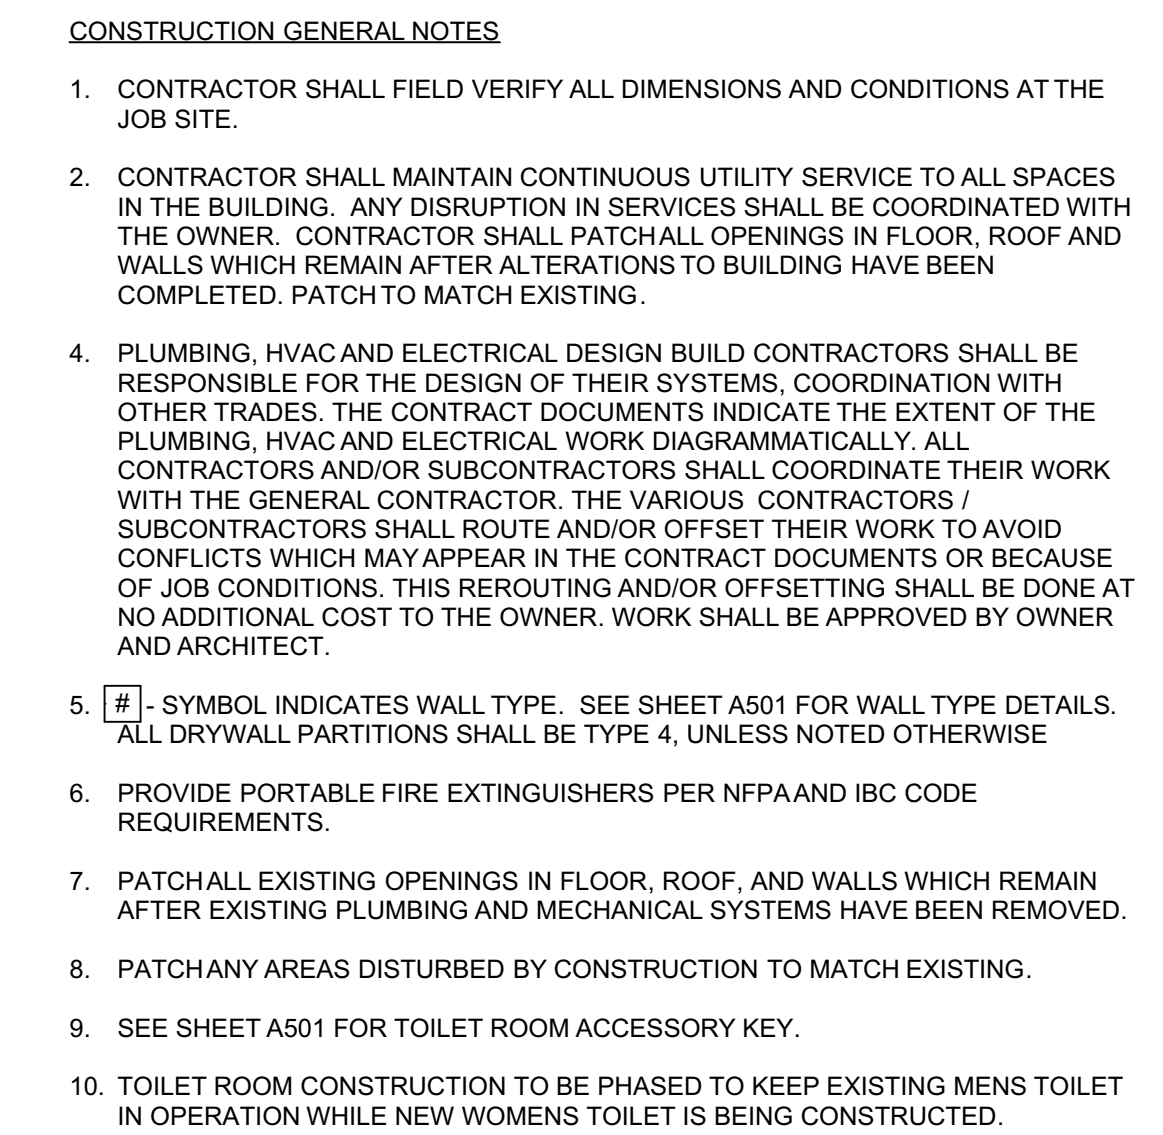 CONSTRUCTION GENERAL NOTES
1. CONTRACTOR SHALL FIELD VERIFY ALL DIMENSIONS AND CONDITIONS AT THE
JOB SITE.
2. CONTRACTOR SHALL MAINTAIN CONTINUOUS UTILITY SERVICE TO ALL SPACES
IN THE BUILDING. ANY DISRUPTION IN SERVICES SHALL BE COORDINATED WITH
THE OWNER. CONTRACTOR SHALL PATCH ALL OPENINGS IN FLOOR, ROOF AND
WALLS WHICH REMAIN AFTER ALTERATIONS TO BUILDING HAVE BEEN
COMPLETED. PATCH TO MATCH EXISTING.
4. PLUMBING, HVAC AND ELECTRICAL DESIGN BUILD CONTRACTORS SHALL BE
RESPONSIBLE FOR THE DESIGN OF THEIR SYSTEMS, COORDINATION WITH
OTHER TRADES. THE CONTRACT DOCUMENTS INDICATE THE EXTENT OF THE
PLUMBING, HVAC AND ELECTRICAL WORK DIAGRAMMATICALLY. ALL
CONTRACTORS AND/OR SUBCONTRACTORS SHALL COORDINATE THEIR WORK
WITH THE GENERAL CONTRACTOR. THE VARIOUS CONTRACTORS /
SUBCONTRACTORS SHALL ROUTE AND/OR OFFSET THEIR WORK TO AVOID
CONFLICTS WHICH MAY APPEAR IN THE CONTRACT DOCUMENTS OR BECAUSE
OF JOB CONDITIONS. THIS REROUTING AND/OR OFFSETTING SHALL BE DONE AT
NO ADDITIONAL COST TO THE OWNER. WORK SHALL BE APPROVED BY OWNER
AND ARCHITECT.
5. # - SYMBOL INDICATES WALL TYPE. SEE SHEET A501 FOR WALL TYPE DETAILS.
ALL DRYWALL PARTITIONS SHALL BE TYPE 4, UNLESS NOTED OTHERWISE
6. PROVIDE PORTABLE FIRE EXTINGUISHERS PER NFPA AND IBC CODE
REQUIREMENTS.
7. PATCH ALL EXISTING OPENINGS IN FLOOR, ROOF, AND WALLS WHICH REMAIN
AFTER EXISTING PLUMBING AND MECHANICAL SYSTEMS HAVE BEEN REMOVED.
8. PATCH ANY AREAS DISTURBED BY CONSTRUCTION TO MATCH EXISTING.
9. SEE SHEET A501 FOR TOILET ROOM ACCESSORY KEY.
10. TOILET ROOM CONSTRUCTION TO BE PHASED TO KEEP EXISTING MENS TOILET
IN OPERATION WHILE NEW WOMENS TOILET IS BEING CONSTRUCTED.